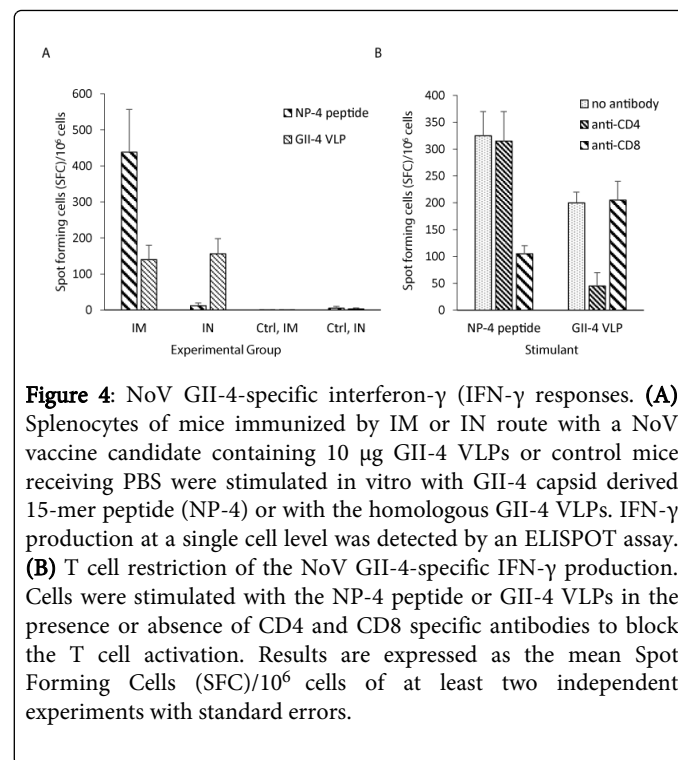 A
600
500
400
300
200
100
0
Spot forming cells (SFC)/10⁶ cells
NP-4 peptide
GII-4 VLP
IM
IN
Ctrl, IM
Ctrl, IN
Experimental Group
B
400
350
300
250
200
150
100
50
0
Spot forming cells (SFC)/10⁶ cells
no antibody
anti-CD4
anti-CD8
NP-4 peptide
GII-4 VLP
Stimulant
Figure 4: NoV GII-4-specific interferon-γ (IFN-γ responses. (A)
Splenocytes of mice immunized by IM or IN route with a NoV
vaccine candidate containing 10 µg GII-4 VLPs or control mice
receiving PBS were stimulated in vitro with GII-4 capsid derived
15-mer peptide (NP-4) or with the homologous GII-4 VLPs. IFN-γ
production at a single cell level was detected by an ELISPOT assay.
(B) T cell restriction of the NoV GII-4-specific IFN-γ production.
Cells were stimulated with the NP-4 peptide or GII-4 VLPs in the
presence or absence of CD4 and CD8 specific antibodies to block
the T cell activation. Results are expressed as the mean Spot
Forming Cells (SFC)/10⁶ cells of at least two independent
experiments with standard errors.